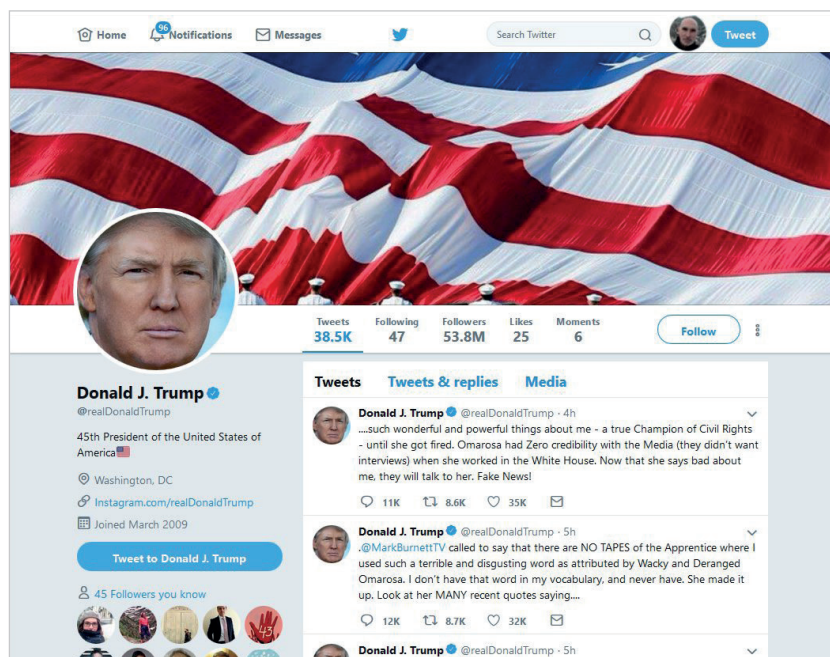 Home 96 Notifications Messages Search Twitter Tweet
Tweets Following Followers Likes Moments
38.5K 47 53.8M 25 6 Follow
Donald J. Trump
@realDonaldTrump
45th President of the United States of
America
Washington, DC
Instagram.com/realDonaldTrump
Joined March 2009
Tweet to Donald J. Trump
45 Followers you know
43
Tweets Tweets & replies Media
Donald J. Trump @realDonaldTrump · 4h
....such wonderful and powerful things about me - a true Champion of Civil Rights
- until she got fired. Omarosa had Zero credibility with the Media (they didn't want
interviews) when she worked in the White House. Now that she says bad about
me, they will talk to her. Fake News!
11K 8.6K 35K
Donald J. Trump @realDonaldTrump · 5h
.@MarkBurnettTV called to say that there are NO TAPES of the Apprentice where I
used such a terrible and disgusting word as attributed by Wacky and Deranged
Omarosa. I don't have that word in my vocabulary, and never have. She made it
up. Look at her MANY recent quotes saying....
12K 8.7K 32K
Donald J. Trump @realDonaldTrump · 5h